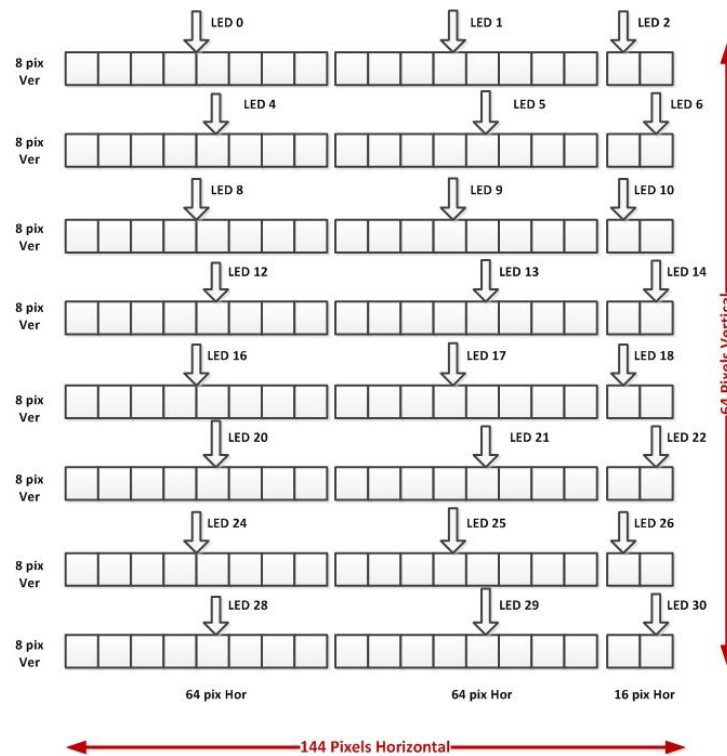 LED 0 LED 1 LED 2
8 pix
Ver
LED 4 LED 5 LED 6
8 pix
Ver
LED 8 LED 9 LED 10
8 pix
Ver
LED 12 LED 13 LED 14
8 pix
Ver
LED 16 LED 17 LED 18
8 pix
Ver
LED 20 LED 21 LED 22
8 pix
Ver
LED 24 LED 25 LED 26
8 pix
Ver
LED 28 LED 29 LED 30
8 pix
Ver
64 pix Hor 64 pix Hor 16 pix Hor
144 Pixels Horizontal
64 Pixels Vertical